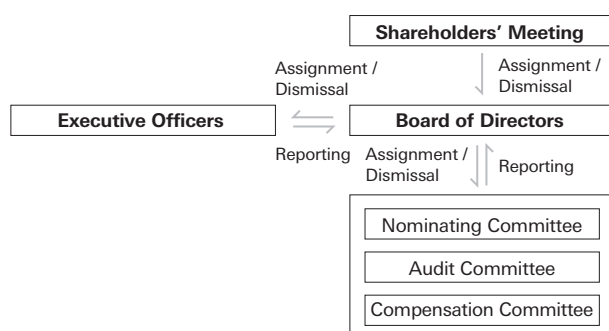 Shareholders' Meeting
Assignment /
Dismissal
Assignment /
Dismissal
Executive Officers
Board of Directors
Reporting
Assignment /
Dismissal
Reporting
Nominating Committee
Audit Committee
Compensation Committee